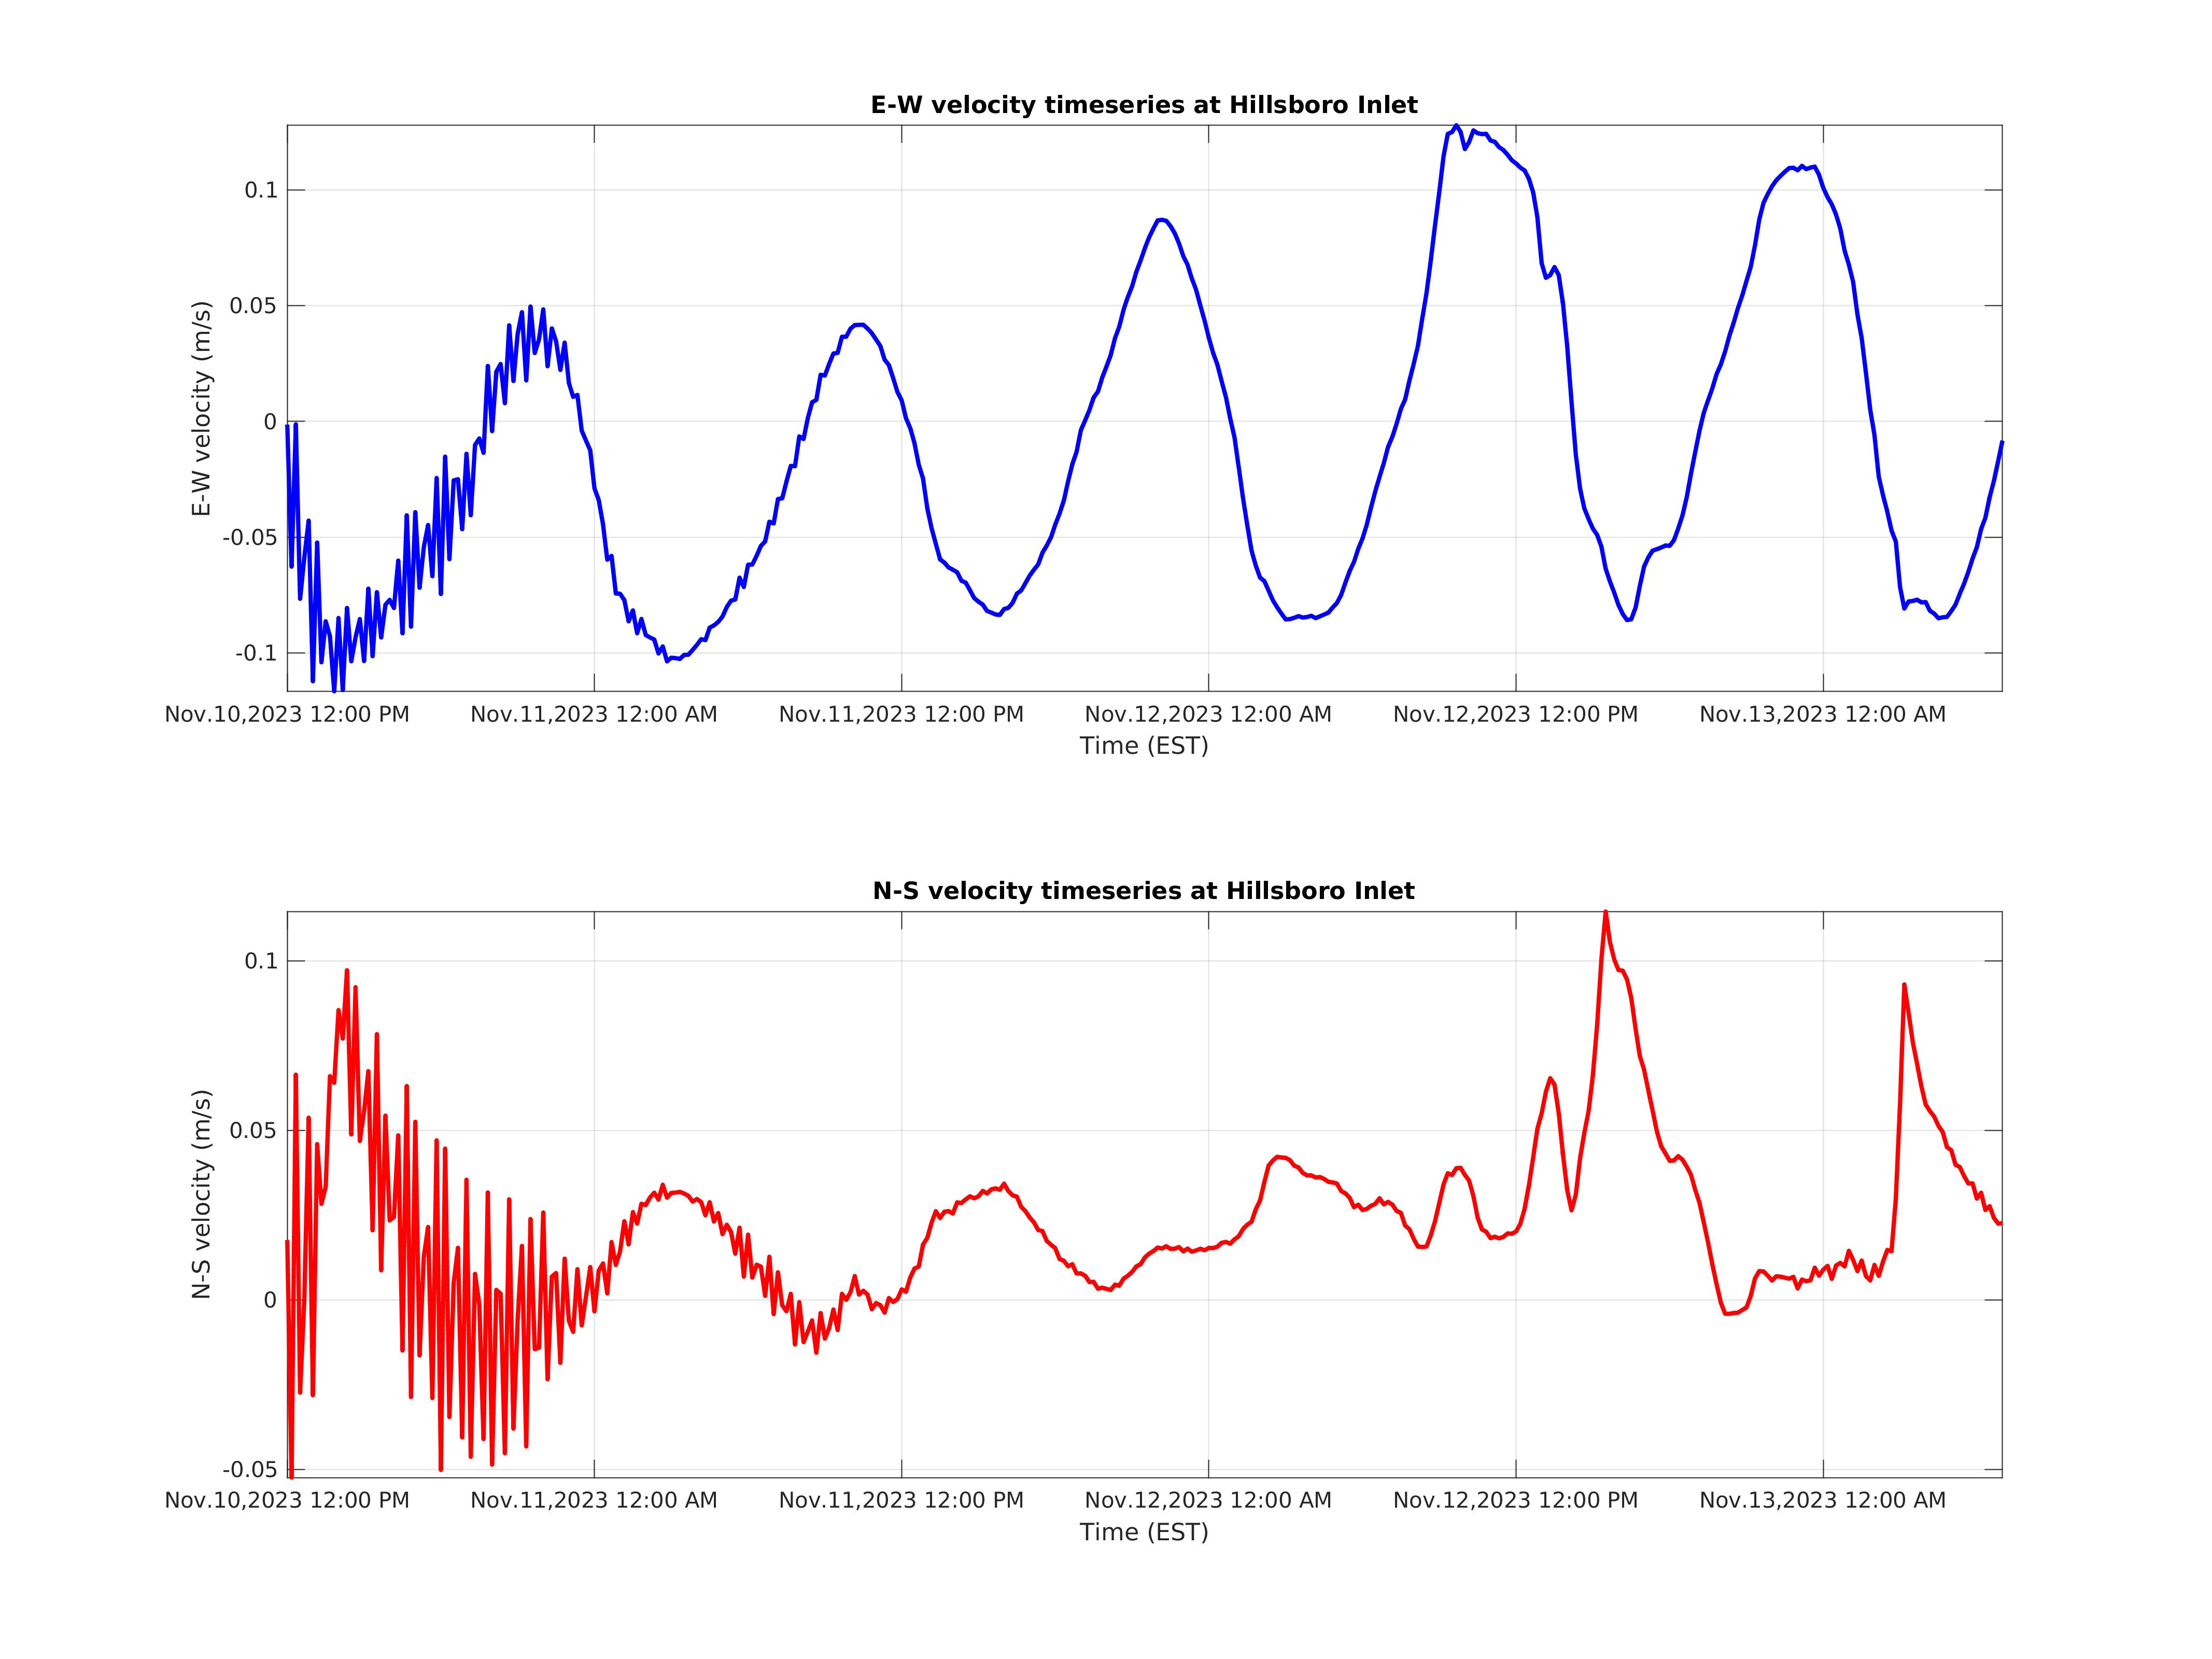 E-W velocity timeseries at Hillsboro Inlet
E-W velocity (m/s)
0.1
0.05
0
-0.05
-0.1
Nov.10,2023 12:00 PM Nov.11,2023 12:00 AM Nov.11,2023 12:00 PM Nov.12,2023 12:00 AM Nov.12,2023 12:00 PM Nov.13,2023 12:00 AM
Time (EST)
N-S velocity timeseries at Hillsboro Inlet
N-S velocity (m/s)
0.1
0.05
0
-0.05
Nov.10,2023 12:00 PM Nov.11,2023 12:00 AM Nov.11,2023 12:00 PM Nov.12,2023 12:00 AM Nov.12,2023 12:00 PM Nov.13,2023 12:00 AM
Time (EST)